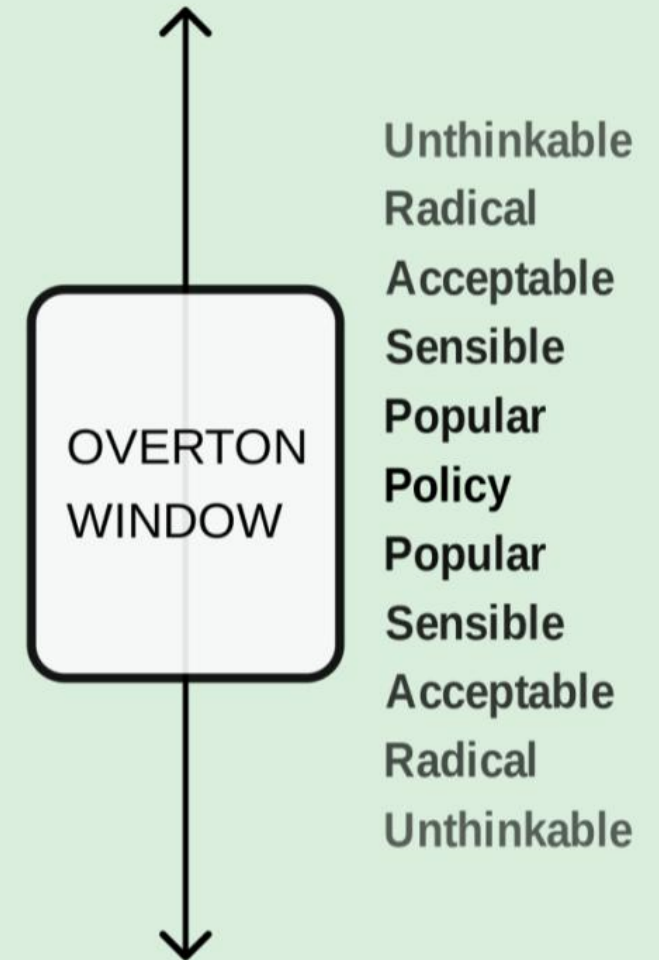 Unthinkable
Radical
Acceptable
Sensible
Popular
Policy
Popular
Sensible
Acceptable
Radical
Unthinkable
OVERTON
WINDOW